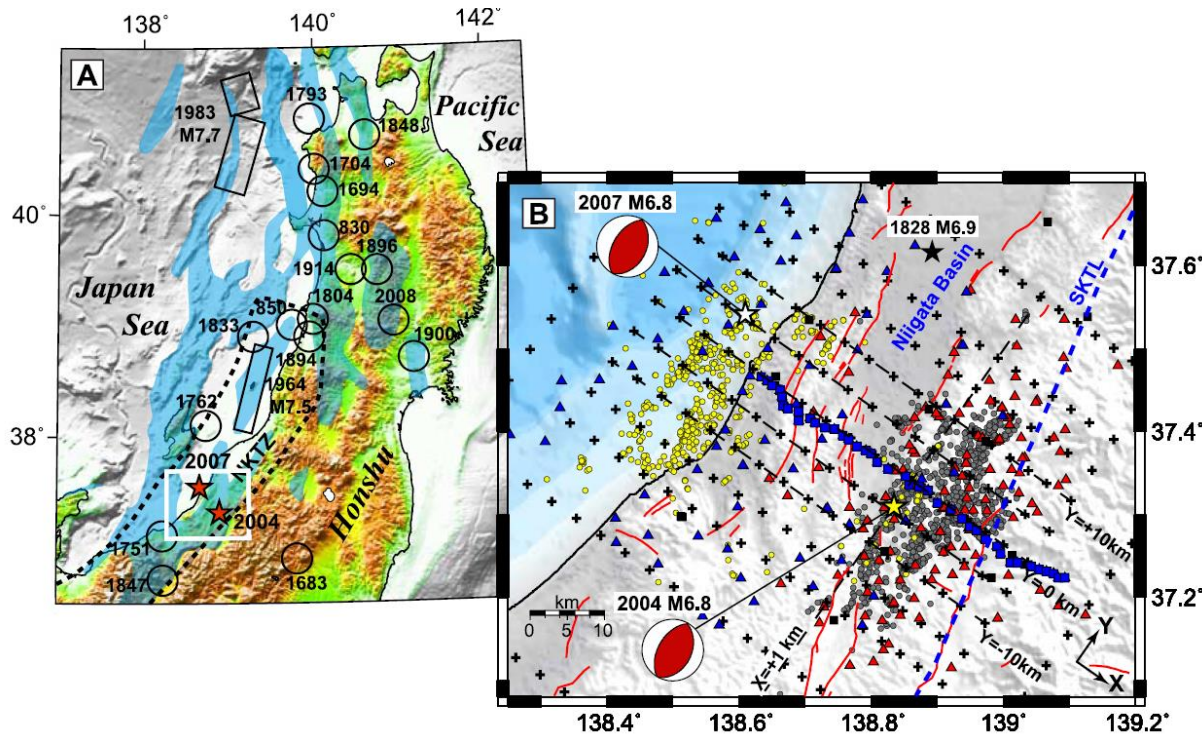 138˚
140˚
142˚
A
1983
M7.7
1793
Pacific
Sea
1848
1704
1694
40˚
830
1896
1914
Japan
Sea
850
1804
2008
1833
1894
1900
1964
M7.5
1762
38˚
NKTZ
2007
2004
Honshu
1751
1847
1683
B
2007 M6.8
1828 M6.9
Niigata Basin
SKTL
37.6˚
37.4˚
37.2˚
2004 M6.8
km
0 5 10
X=+1 km
Y=+10km
Y=0 km
Y=-10km
Y
X
138.4˚
138.6˚
138.8˚
139˚
139.2˚